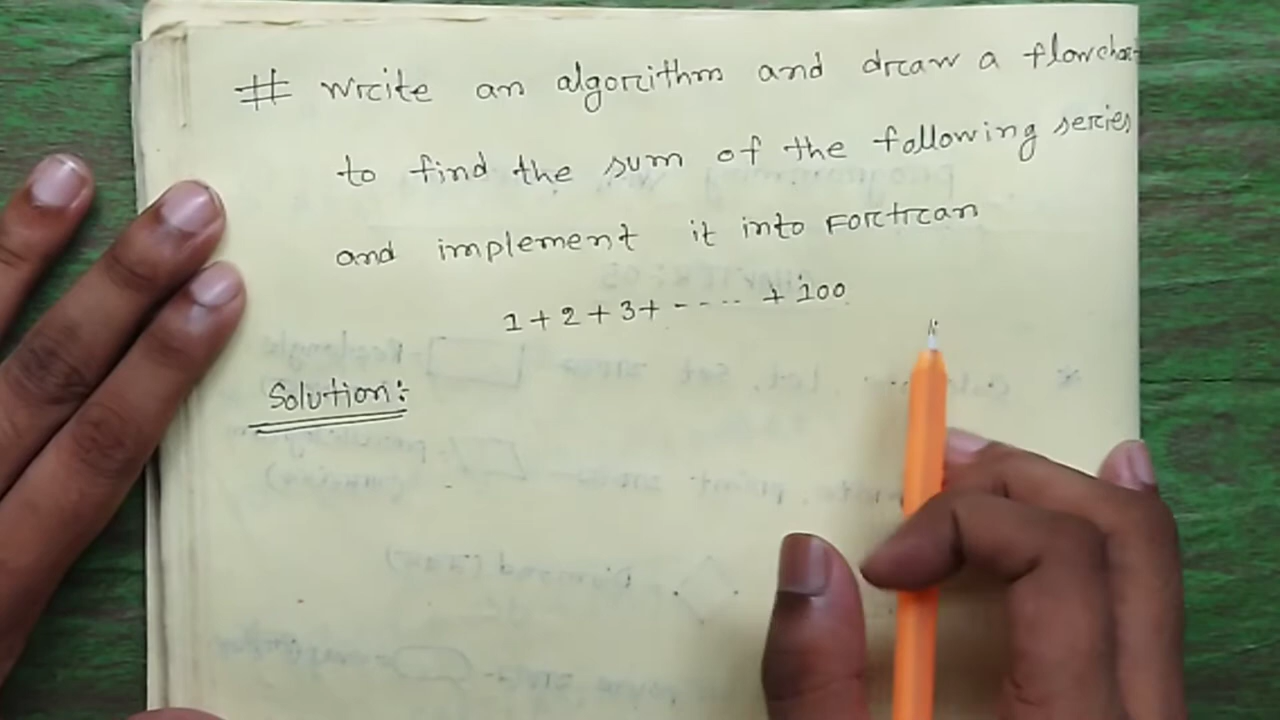 # Write an algorithm and draw a flowchart
to find the sum of the following series
and implement it into Fortran
1 + 2 + 3 + ---- + 100
Solution: